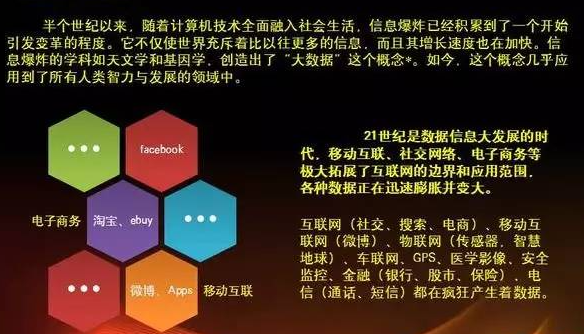 半个世纪以来，随着计算机技术全面融入社会生活，信息爆炸已经积累到了一个开始
引发变革的程度。它不仅使世界充斥着比以往更多的信息，而且其增长速度也在加快。信
息爆炸的学科如天文学和基因学，创造出了“大数据”这个概念*。如今，这个概念几乎应
用到了所有人类智力与发展的领域中。
•••
facebook
电子商务
淘宝、ebuy
•••
•••
微博、Apps
移动互联
21世纪是数据信息大发展的时
代，移动互联、社交网络、电子商务等
极大拓展了互联网的边界和应用范围，
各种数据正在迅速膨胀并变大。
互联网（社交、搜索、电商）、移动互
联网（微博）、物联网（传感器，智慧
地球）、车联网、GPS、医学影像、安全
监控、金融（银行、股市、保险）、电
信（通话、短信）都在疯狂产生着数据。